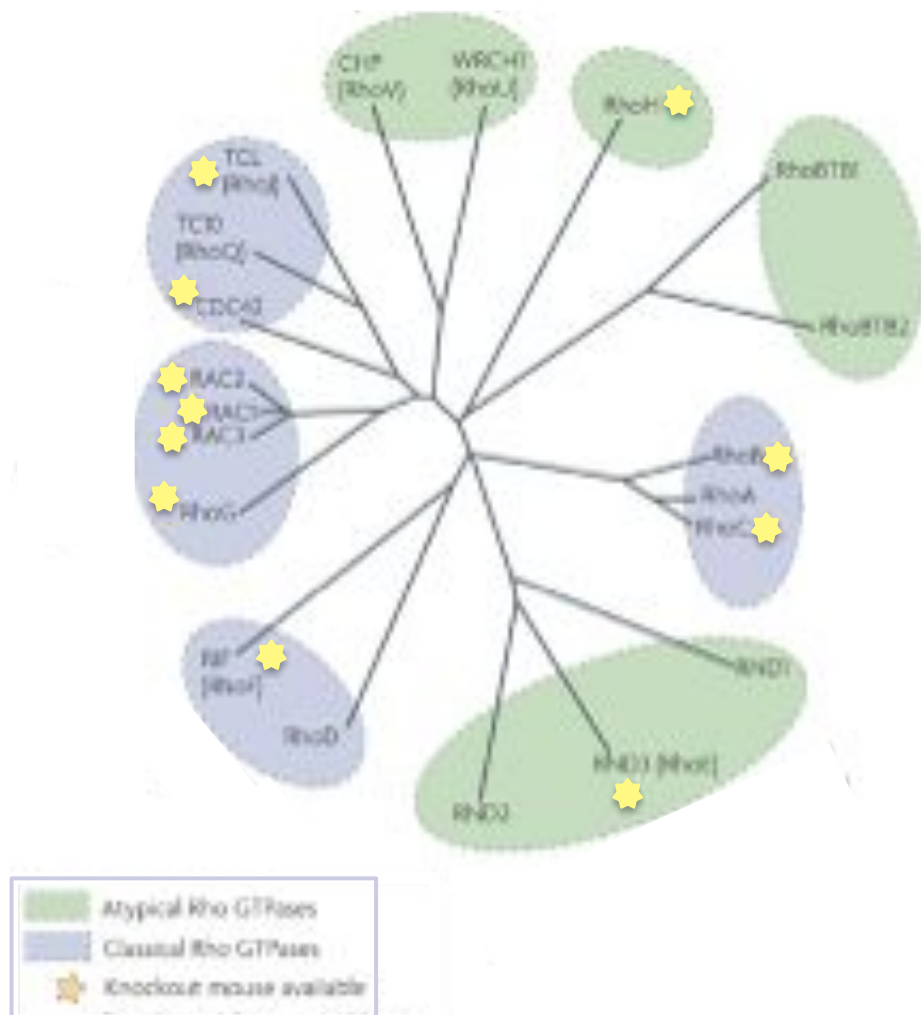 CHP
[RhoV]
WRCH1
[RhoU]
RhoH
TCL
[RhoJ]
TC10
[RhoQ]
CDC42
RhoBTB1
RhoBTB2
RAC2
RAC1
RAC3
RhoG
RhoB
RhoA
RhoC
RIF
[RhoF]
RhoD
RND1
RND3 [RhoE]
RND2
Atypical Rho GTPases
Classical Rho GTPases
Knockout mouse available